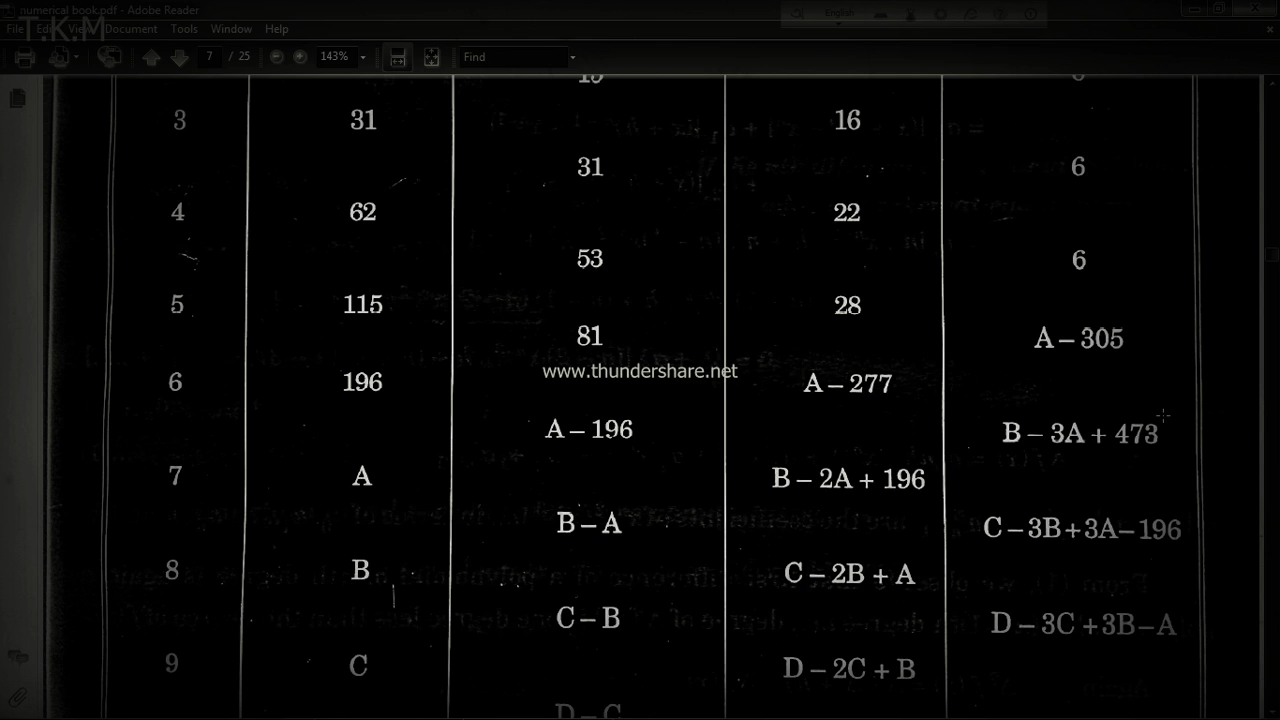 numerical book.pdf - Adobe Reader
T.K.M
File Edit View Document Tools Window Help
English
7 / 25 143% Find
3 31 16
31 6
4 62 22
53 6
5 115 28
81 A – 305
www.thundershare.net
6 196 A – 277
A – 196 B – 3A + 473
7 A B – 2A + 196
B – A C – 3B + 3A – 196
8 B C – 2B + A
C – B D – 3C + 3B – A
9 C D – 2C + B
D – C